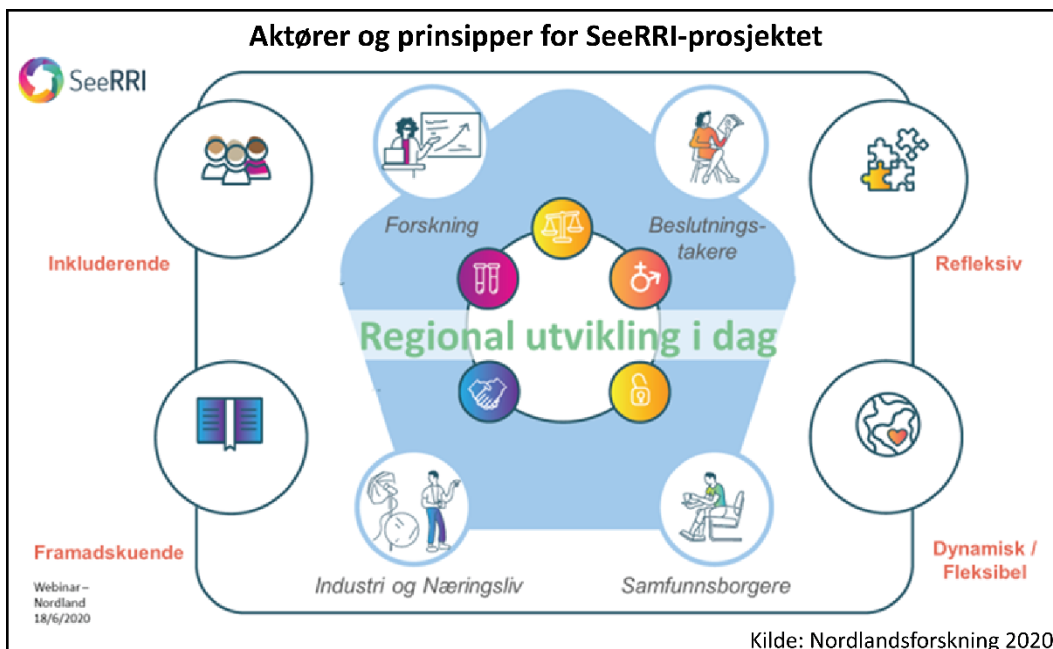 Aktører og prinsipper for SeeRRI-prosjektet
SeeRRI
Forskning
Beslutnings-
takere
Inkluderende
Refleksiv
Regional utvikling i dag
Framadskuende
Industri og Næringsliv
Samfunnsborgere
Dynamisk /
Fleksibel
Webinar–
Nordland
18/6/2020
Kilde: Nordlandsforskning 2020